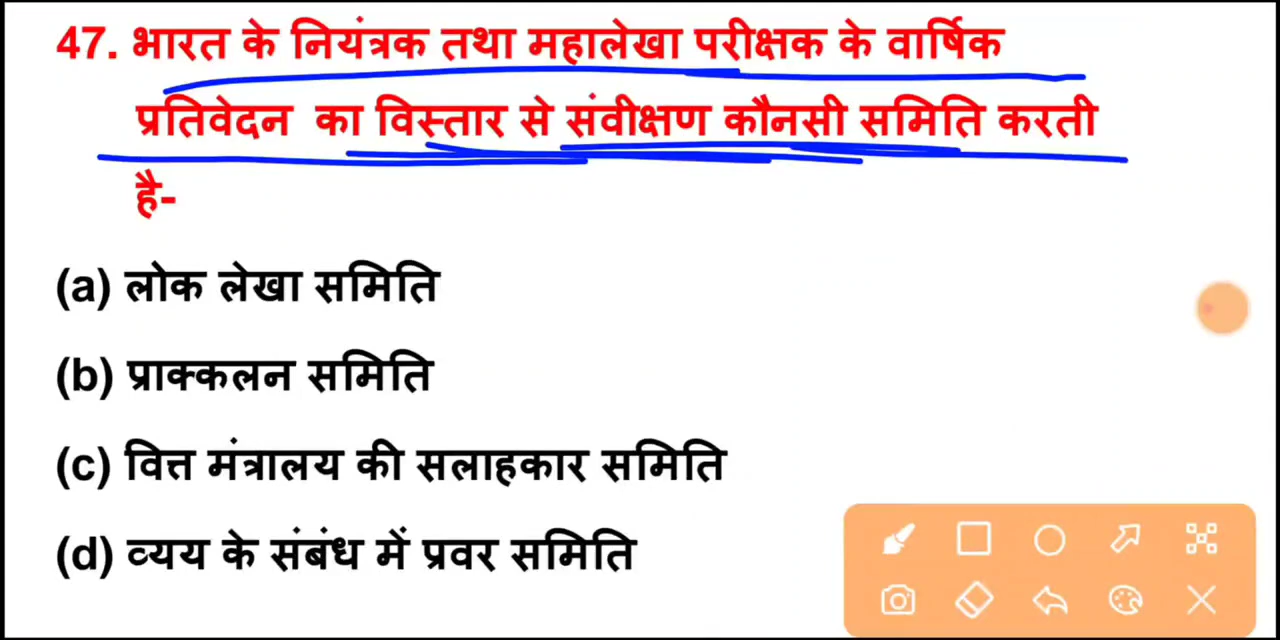 47. भारत के नियंत्रक तथा महालेखा परीक्षक के वार्षिक
प्रतिवेदन का विस्तार से संवीक्षण कौनसी समिति करती
है-
(a) लोक लेखा समिति
(b) प्राक्कलन समिति
(c) वित्त मंत्रालय की सलाहकार समिति
(d) व्यय के संबंध में प्रवर समिति